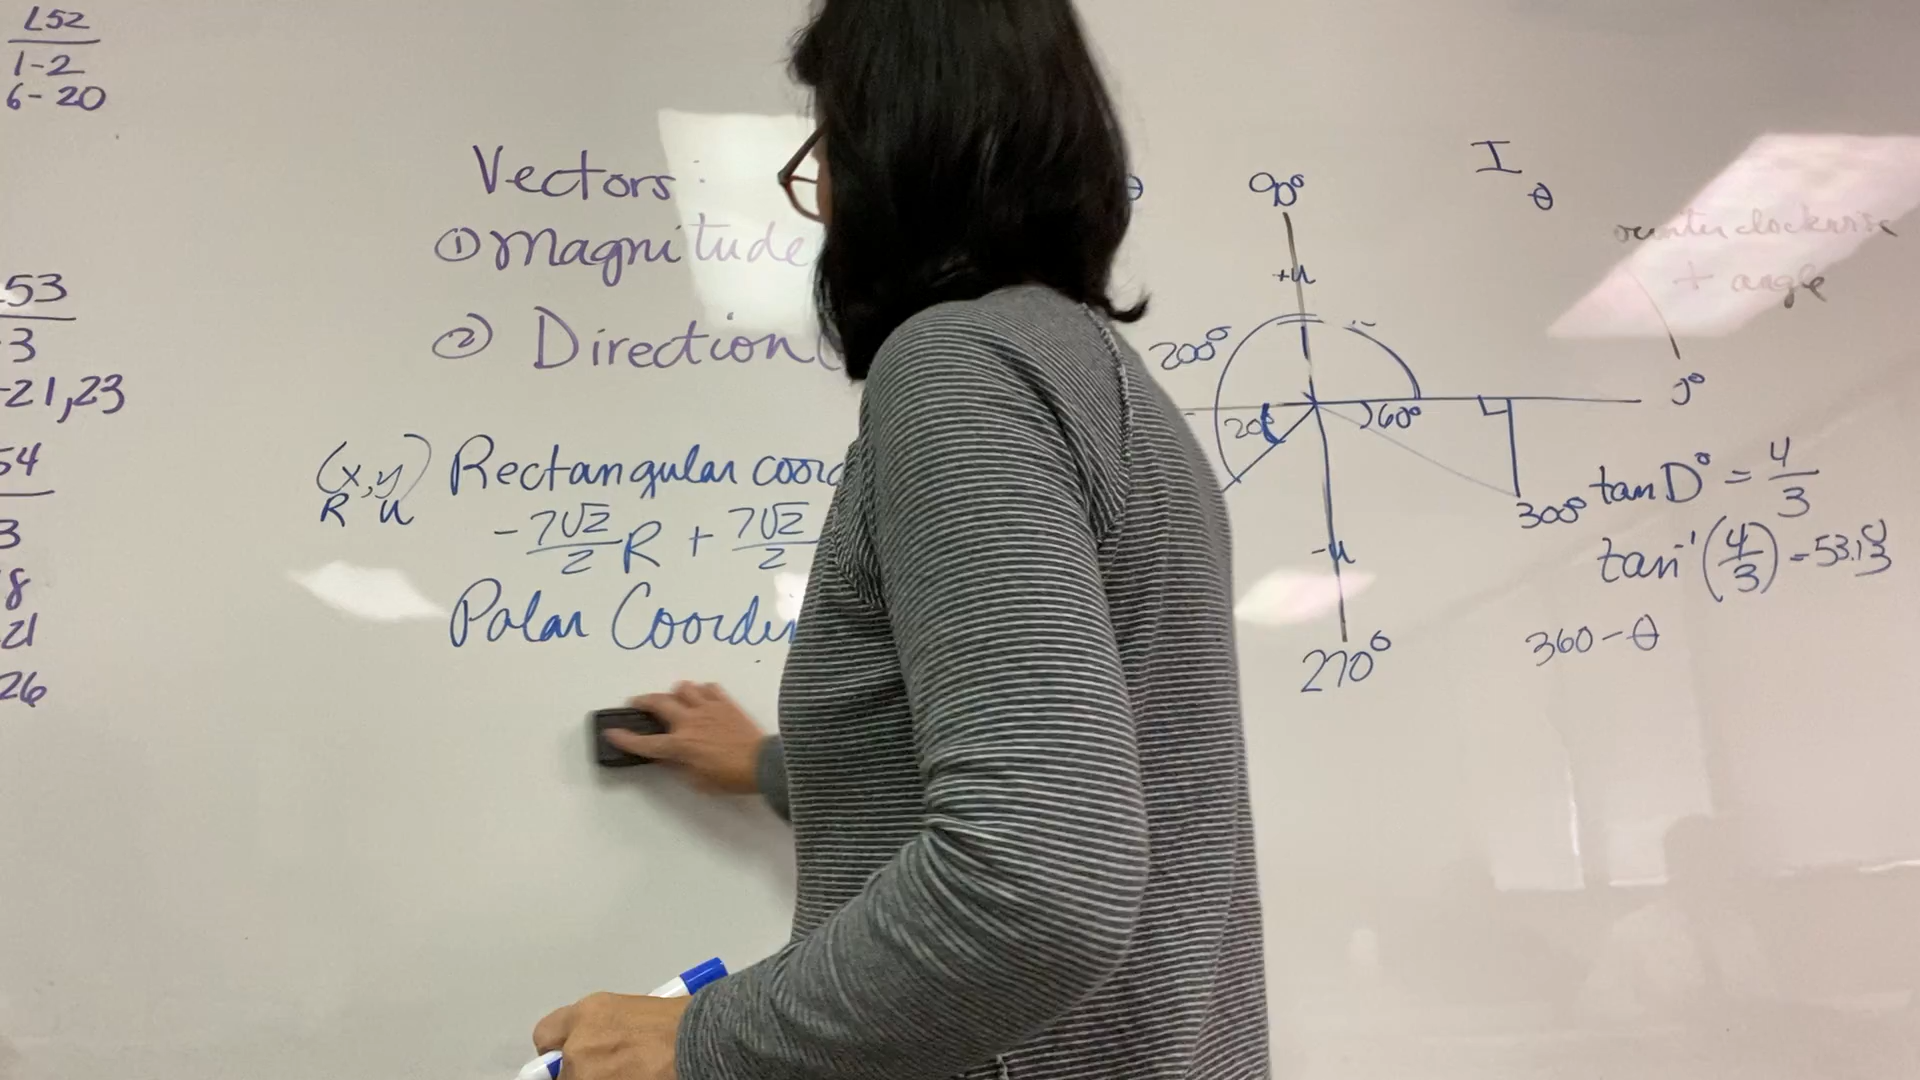 L52
1-2
6-20
53
3
-21,23
54
3
8
21
26
Vectors:
① Magnitude
② Direction (
(x,y) Rectangular coord
R u
-7√2/2 R + 7√2/2
Polar Coordin
θ
90°
+u
200°
20°
60°
0°
300°
-u
270°
I
θ
counterclockwise
+ angle
tan D° = 4/3
tan⁻¹(4/3) = 53.13
360-θ